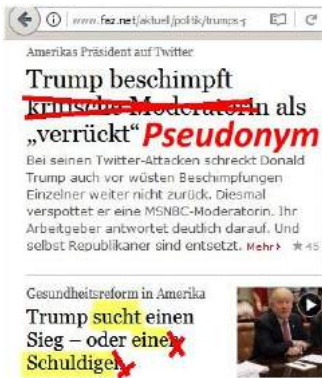 www.faz.net/aktuell/politik/trumps-p
Amerikas Präsident auf Twitter
Trump beschimpft
kritische Moderatorin als
„verrückt“ Pseudonym
Bei seinen Twitter-Attacken schreckt Donald
Trump auch vor wüsten Beschimpfungen
Einzelner weiter nicht zurück. Diesmal
verspottet er eine MSNBC-Moderatorin. Ihr
Arbeitgeber antwortet deutlich darauf. Und
selbst Republikaner sind entsetzt. Mehr 45
Gesundheitsreform in Amerika
Trump sucht einen
Sieg – oder einen
Schuldigen